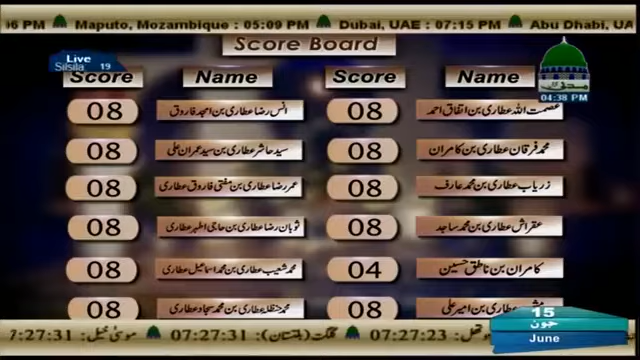 06 PM Maputo, Mozambique : 05:09 PM Dubai, UAE : 07:15 PM Abu Dhabi, UA
Score Board
Live
Silsila 19
04:38 PM
Score Name Score Name
08 انس رضا عطاری بن امجد فاروق 08 عصمت اللہ عطاری بن اتفاق احمد
08 سید حاشر عطاری بن سید عمران علی 08 محمد فرقان عطاری بن کامران
08 عمر رضا عطاری بن مفتی فاروق عطاری 08 زریاب عطاری بن محمد عارف
08 ثوبان رضا عطاری بن حاجی اطہر عطاری 08 عقراش عطاری بن محمد ساجد
08 محمد شعیب عطاری بن محمد اسماعیل عطاری 04 کامران بن ناطق حسین
08 محمد حنظلہ عطاری بن محمد سجاد عطاری 08 عطاری بن امیر علی
15
جون
June
07:27:31 موسیٰ خیل: 07:27:31 گلگت (بلتستان): 07:27:23